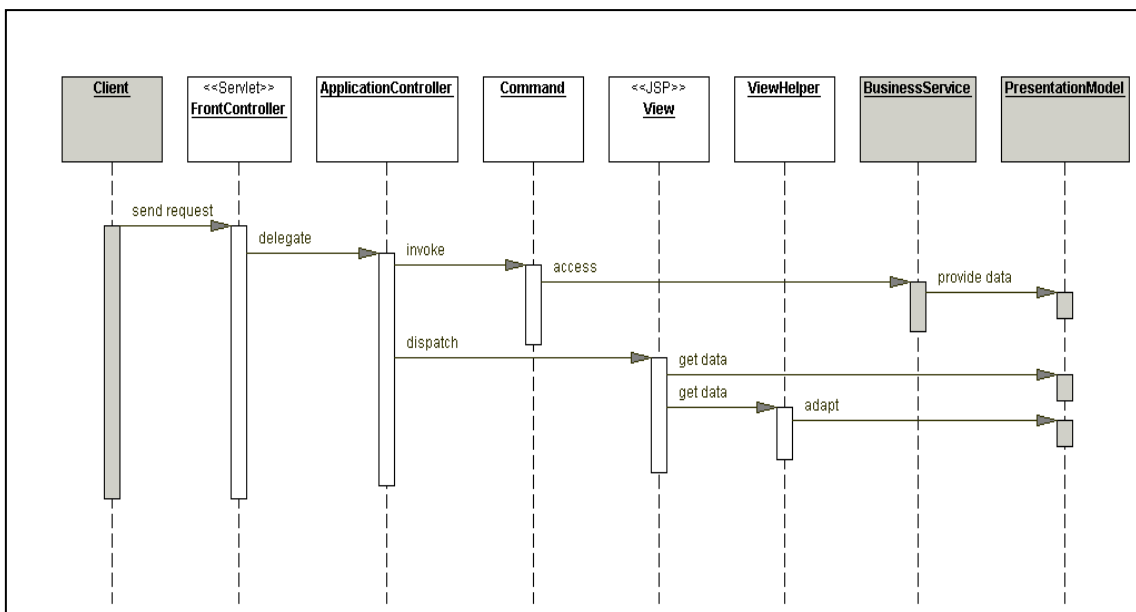 Client
<<Servlet>>
FrontController
ApplicationController
Command
<<JSP>>
View
ViewHelper
BusinessService
PresentationModel
send request
delegate
invoke
access
provide data
dispatch
get data
get data
adapt